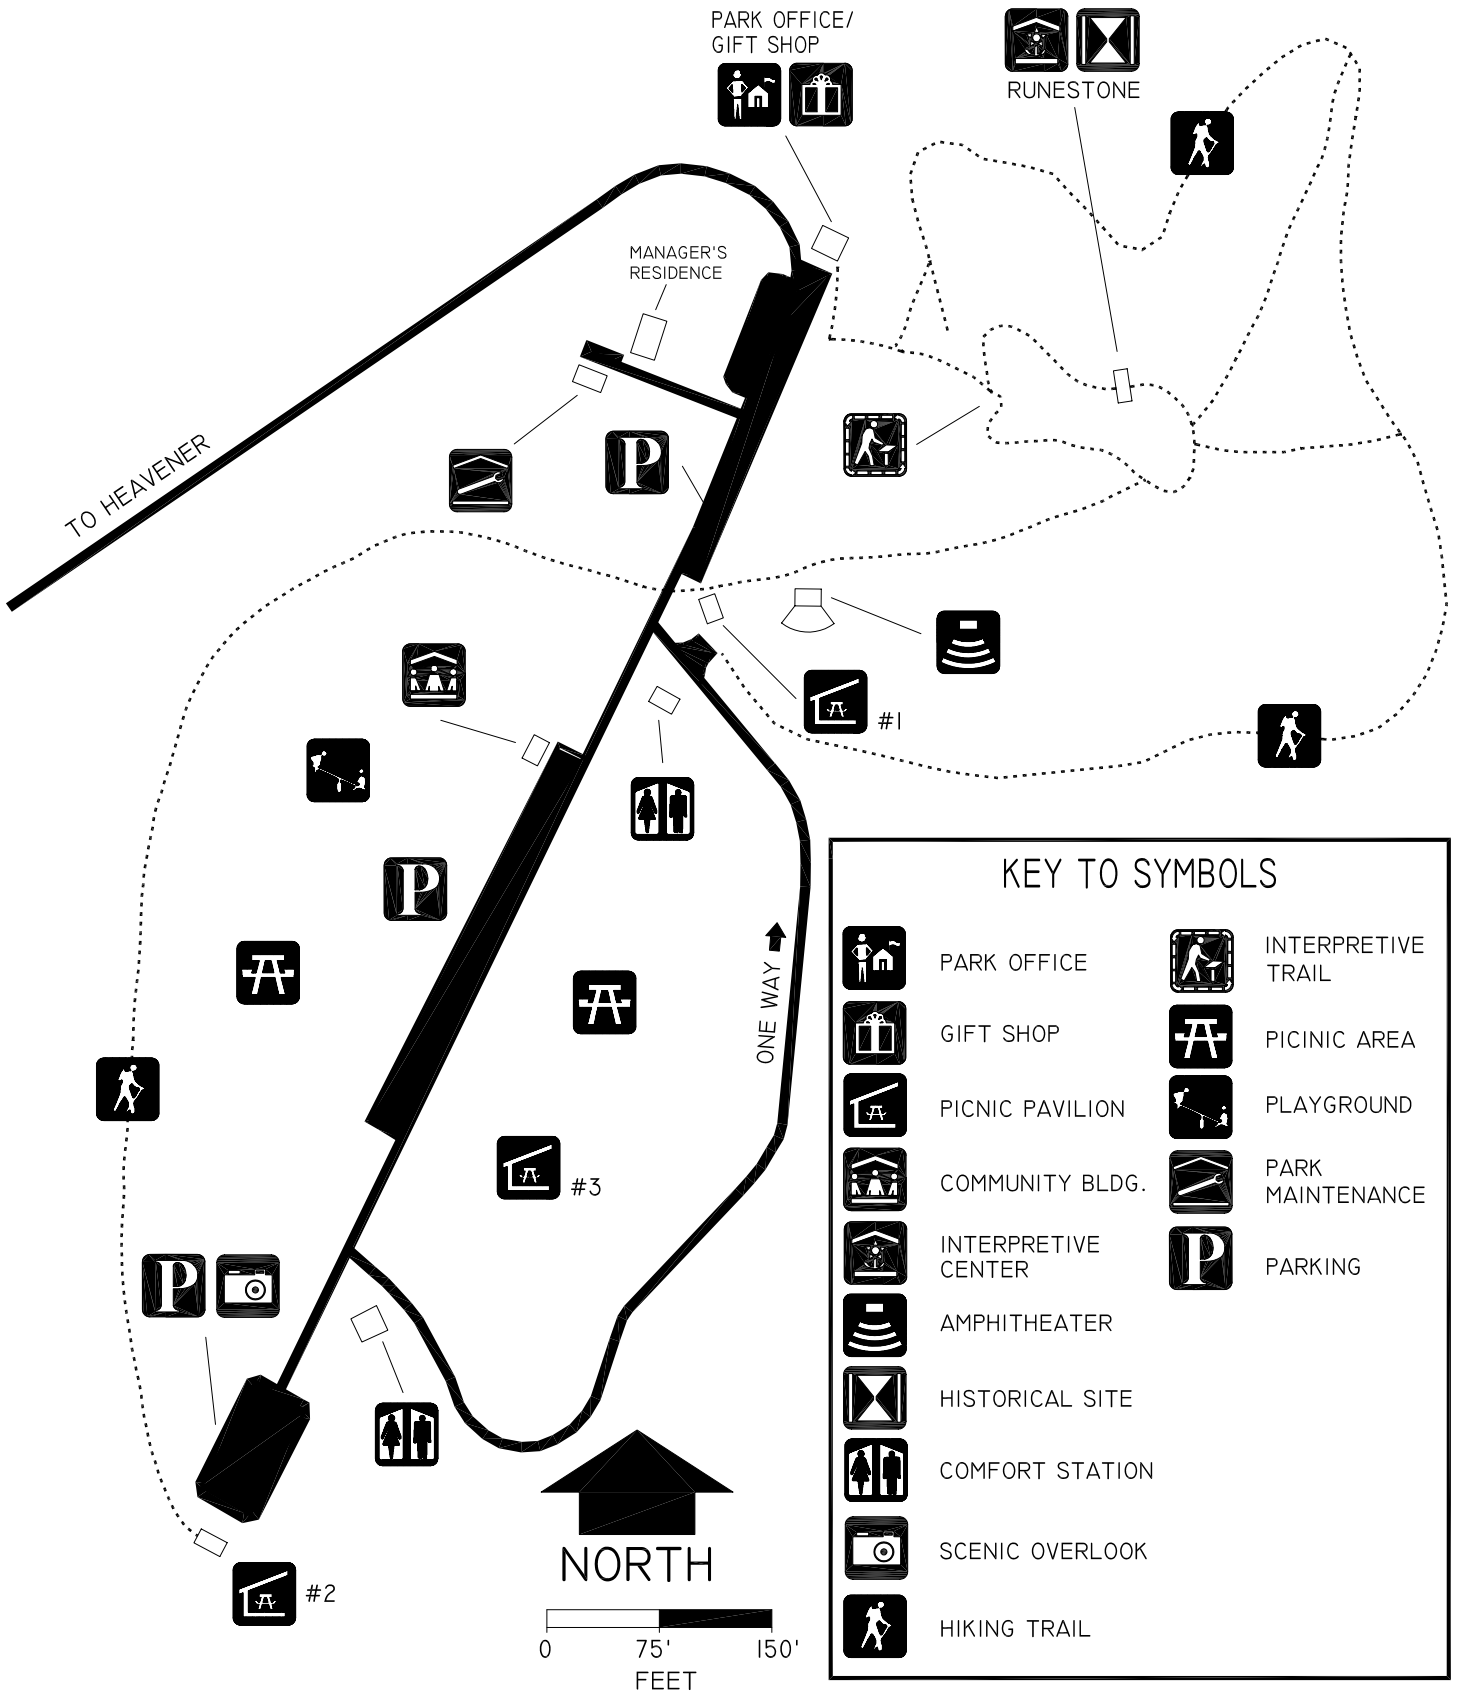 PARK OFFICE/
GIFT SHOP
RUNESTONE
MANAGER'S
RESIDENCE
TO HEAVENER
P
#1
P
ONE WAY
#3
P
#2
NORTH
0 75' 150'
FEET
KEY TO SYMBOLS
PARK OFFICE
GIFT SHOP
PICNIC PAVILION
COMMUNITY BLDG.
INTERPRETIVE
CENTER
AMPHITHEATER
HISTORICAL SITE
COMFORT STATION
SCENIC OVERLOOK
HIKING TRAIL
INTERPRETIVE
TRAIL
PICINIC AREA
PLAYGROUND
PARK
MAINTENANCE
P
PARKING